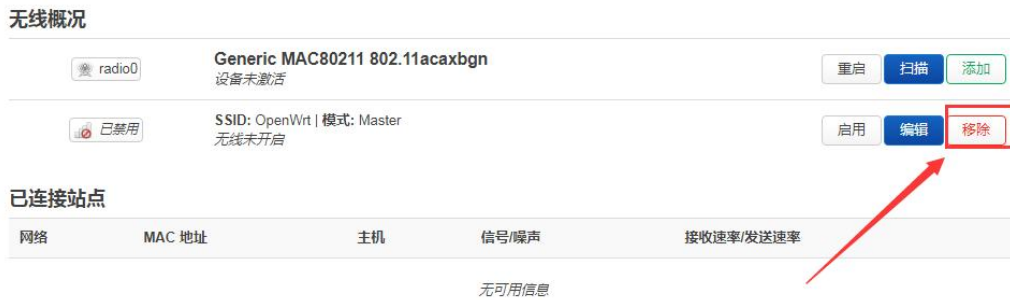 无线概况
radio0 Generic MAC80211 802.11acaxbgn 重启 扫描 添加
设备未激活
已禁用 SSID: OpenWrt | 模式: Master 启用 编辑 移除
无线未开启
已连接站点
网络 MAC 地址 主机 信号/噪声 接收速率/发送速率
无可用信息